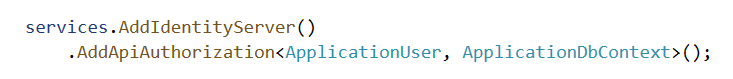 services.AddIdentityServer()
    .AddApiAuthorization<ApplicationUser, ApplicationDbContext>();